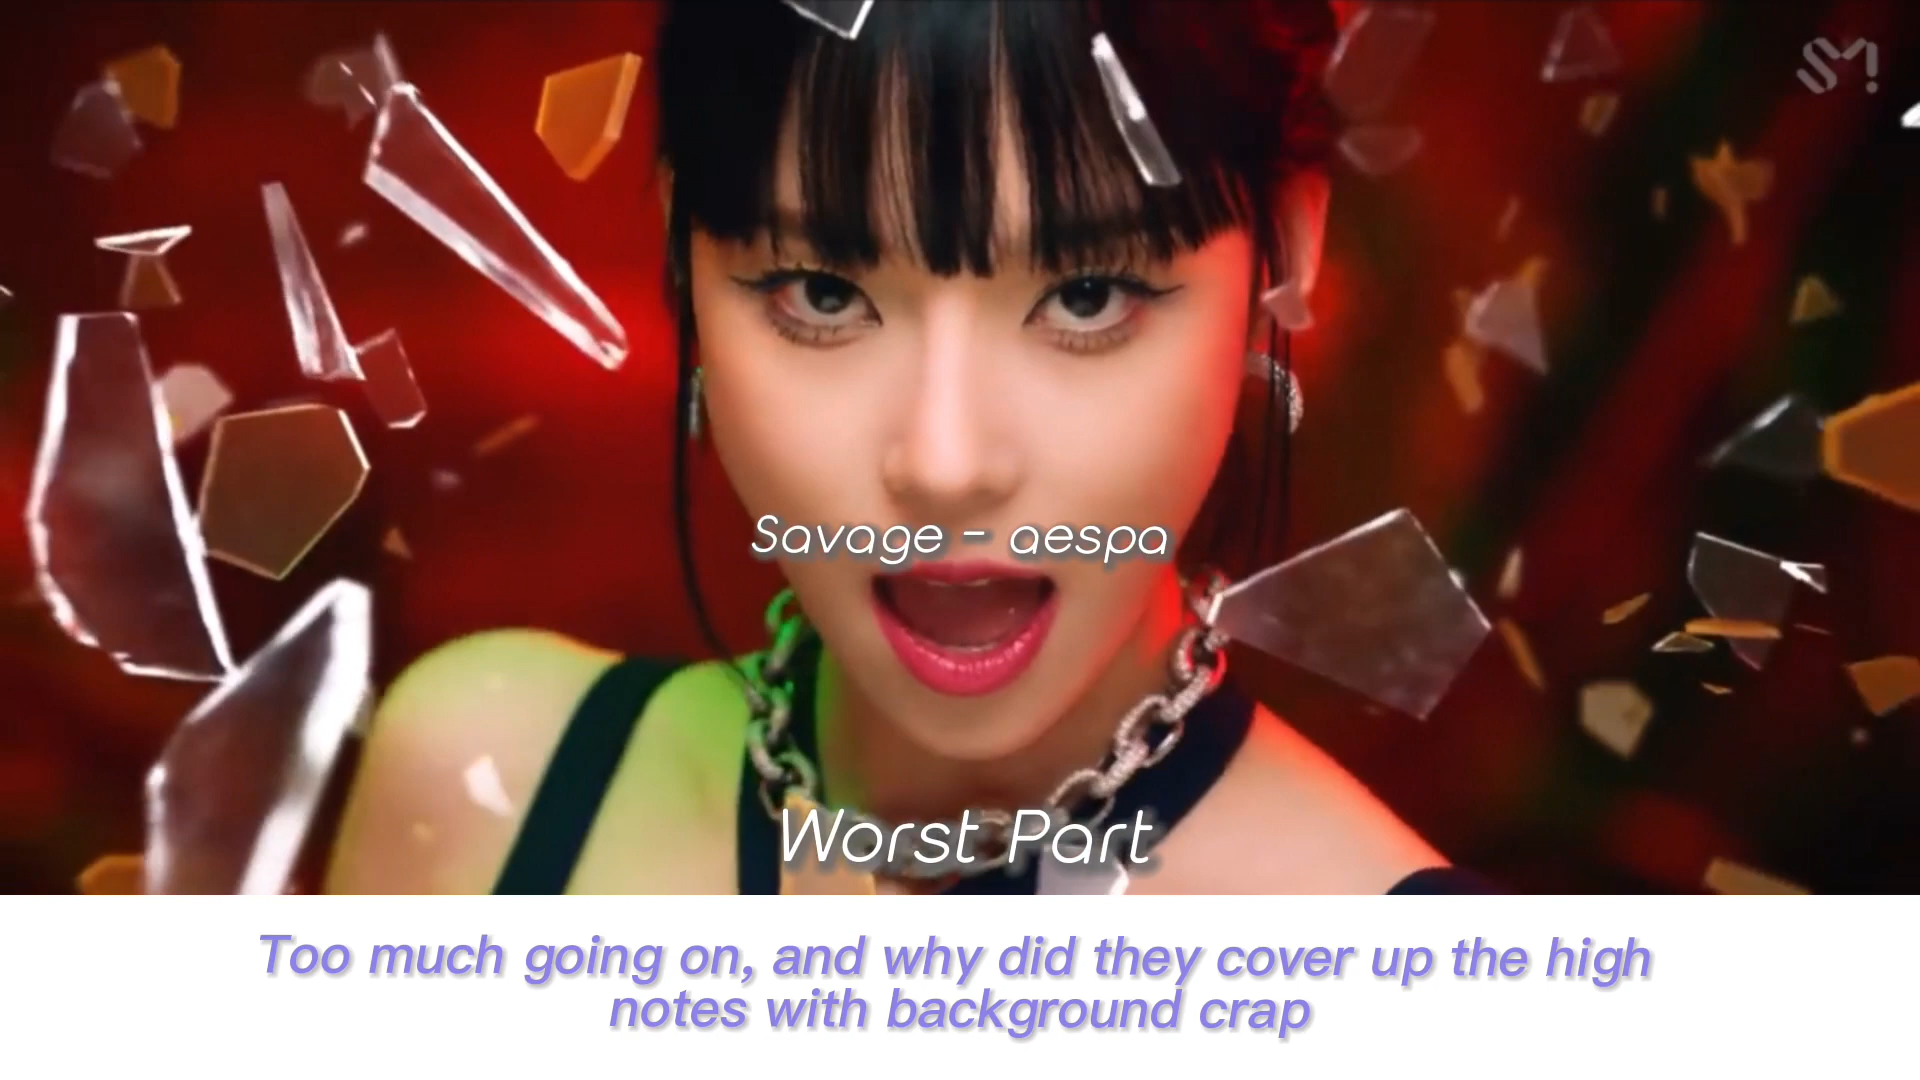 SM!
Savage - aespa
Worst Part
Too much going on, and why did they cover up the high
notes with background crap